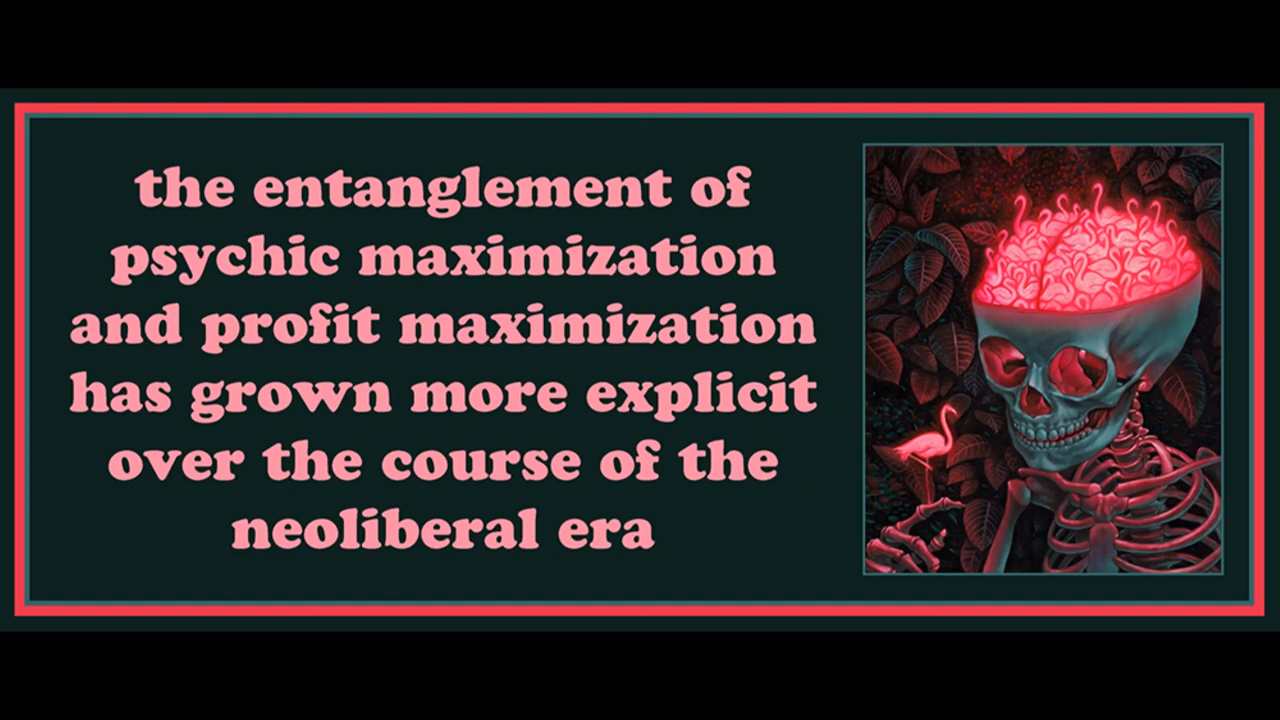 the entanglement of
psychic maximization
and profit maximization
has grown more explicit
over the course of the
neoliberal era